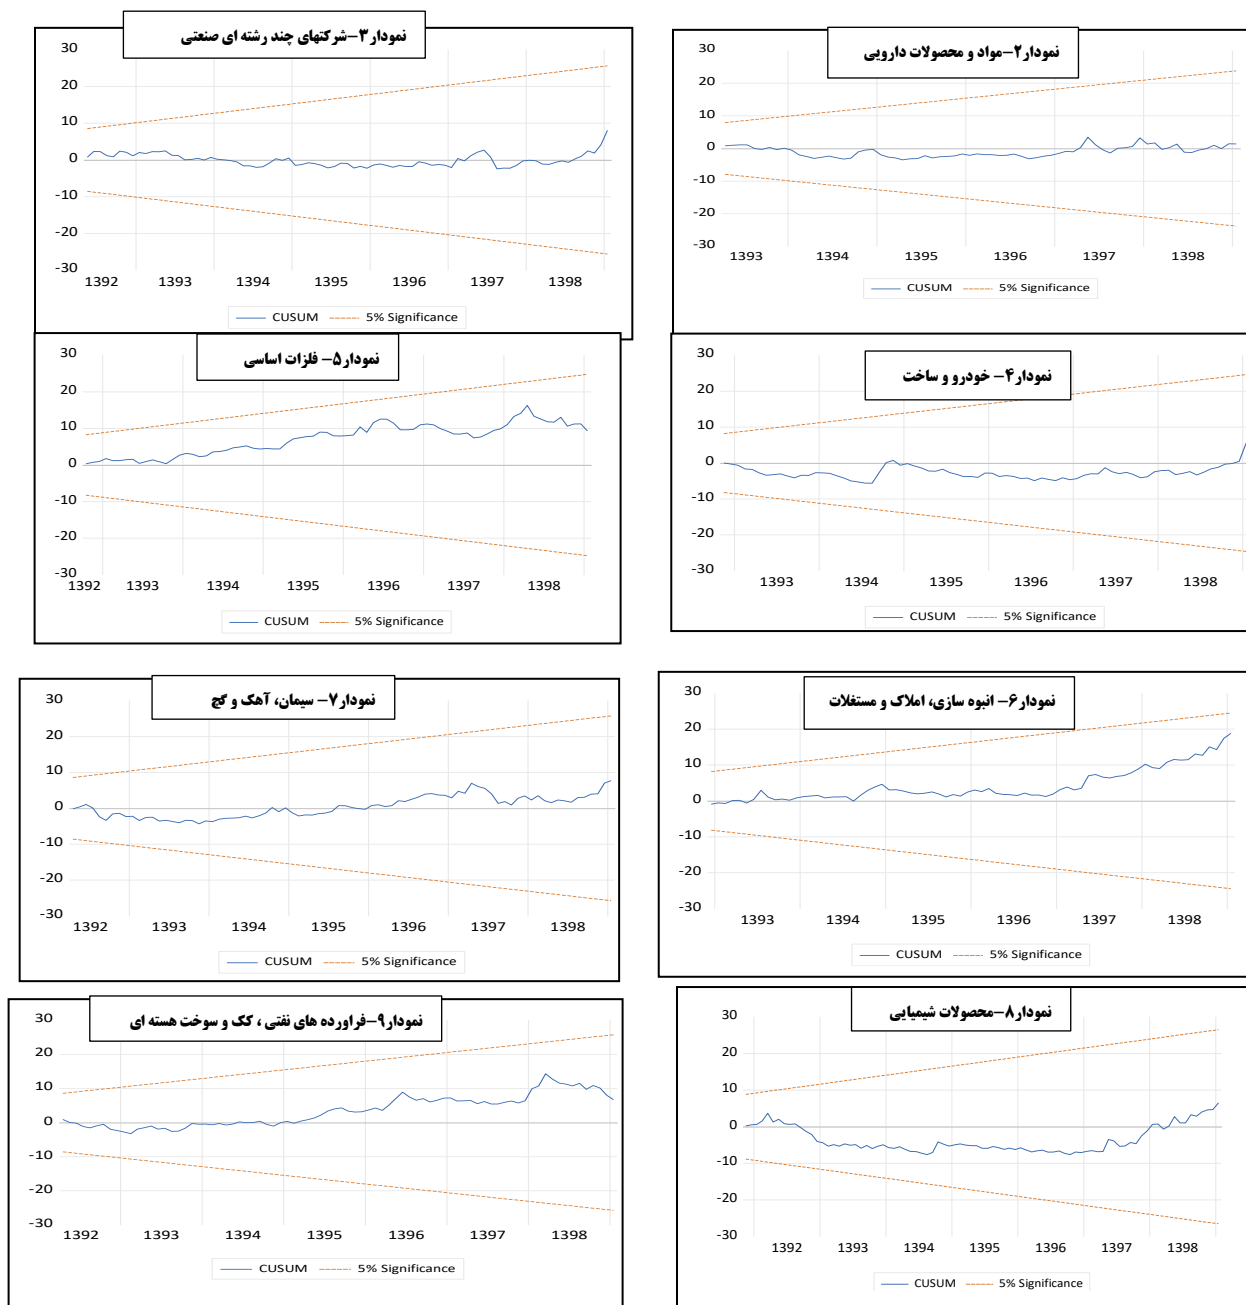 نمودار۲-مواد و محصولات دارویی
30
20
10
0
-10
-20
-30
1393 1394 1395 1396 1397 1398
CUSUM 5% Significance
نمودار۳-شرکتهای چند رشته ای صنعتی
30
20
10
0
-10
-20
-30
1392 1393 1394 1395 1396 1397 1398
CUSUM 5% Significance
نمودار۴- خودرو و ساخت
30
20
10
0
-10
-20
-30
1393 1394 1395 1396 1397 1398
CUSUM 5% Significance
نمودار۵- فلزات اساسی
30
20
10
0
-10
-20
-30
1392 1393 1394 1395 1396 1397 1398
CUSUM 5% Significance
نمودار۶- انبوه سازی، املاک و مستغلات
30
20
10
0
-10
-20
-30
1393 1394 1395 1396 1397 1398
CUSUM 5% Significance
نمودار۷- سیمان، آهک و گچ
30
20
10
0
-10
-20
-30
1392 1393 1394 1395 1396 1397 1398
CUSUM 5% Significance
نمودار۸-محصولات شیمیایی
30
20
10
0
-10
-20
-30
1392 1393 1394 1395 1396 1397 1398
CUSUM 5% Significance
نمودار۹-فراورده های نفتی ، کک و سوخت هسته ای
30
20
10
0
-10
-20
-30
1392 1393 1394 1395 1396 1397 1398
CUSUM 5% Significance